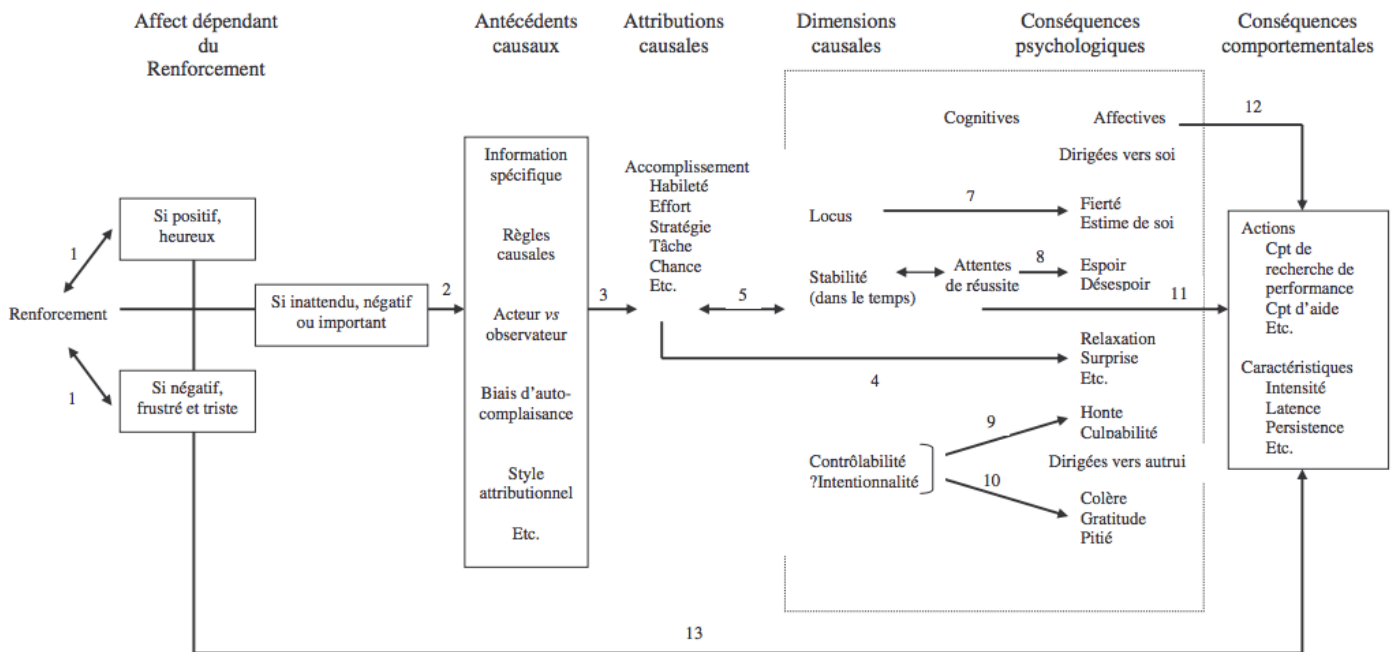 Affect dépendant
du
Renforcement
Antécédents
causaux
Attributions
causales
Dimensions
causales
Conséquences
psychologiques
Conséquences
comportementales
12
Cognitives
Affectives
Dirigées vers soi
Information
spécifique
Règles
causales
Acteur vs
observateur
Biais d'auto-
complaisance
Style
attributionnel
Etc.
Accomplissement
Habileté
Effort
Stratégie
Tâche
Chance
Etc.
1
Si positif,
heureux
Renforcement
Si inattendu, négatif
ou important
2
3
5
1
Si négatif,
frustré et triste
4
Locus
7
Fierté
Estime de soi
Stabilité
(dans le temps)
Attentes
de réussite
8
Espoir
Désespoir
11
Relaxation
Surprise
Etc.
9
Honte
Culpabilité
Contrôlabilité
?Intentionnalité
Dirigées vers autrui
10
Colère
Gratitude
Pitié
Actions
Cpt de
recherche de
performance
Cpt d'aide
Etc.
Caractéristiques
Intensité
Latence
Persistence
Etc.
13